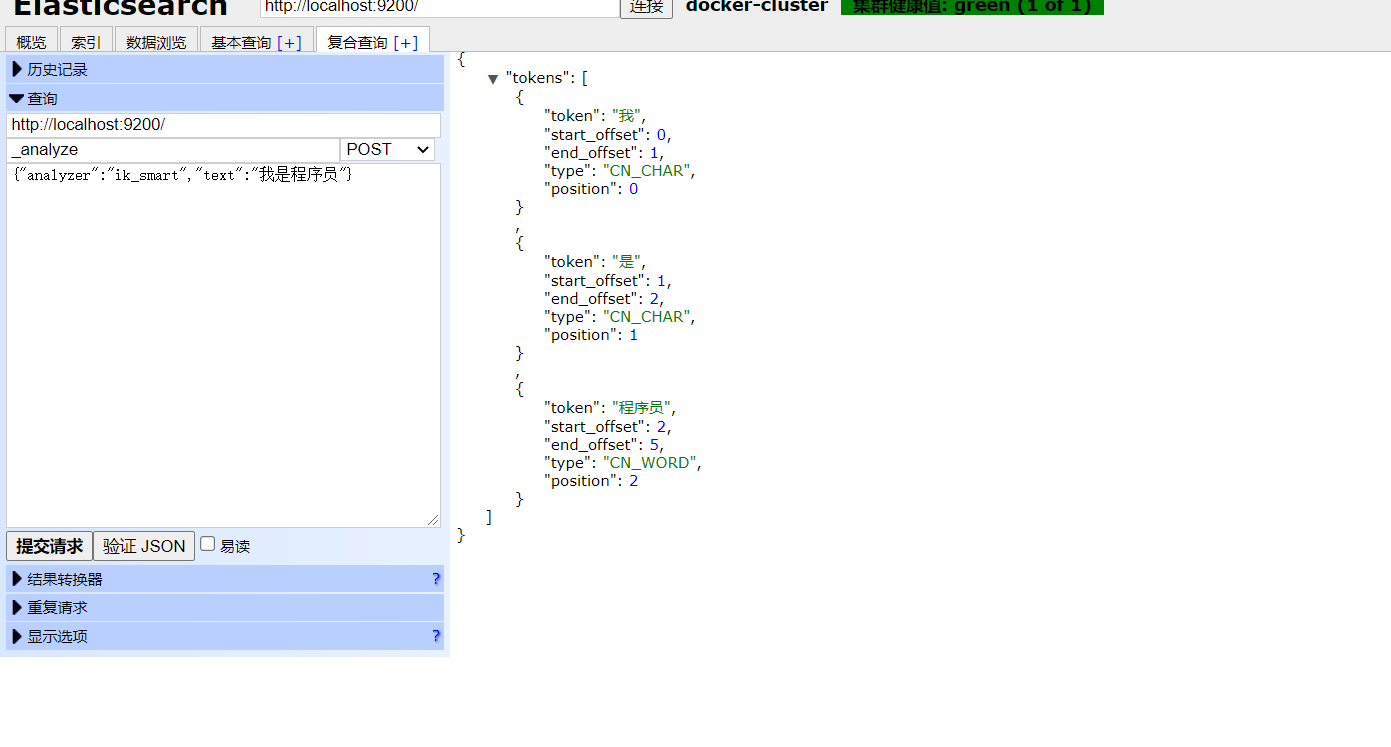 Elasticsearch http://localhost:9200/ 连接 docker-cluster 集群健康值: green (1 of 1)
概览 索引 数据浏览 基本查询 [+] 复合查询 [+]
历史记录
查询
http://localhost:9200/
_analyze POST
{"analyzer":"ik_smart","text":"我是程序员"}
提交请求 验证 JSON 易读
结果转换器 ?
重复请求
显示选项 ?
{
"tokens": [
{
"token": "我",
"start_offset": 0,
"end_offset": 1,
"type": "CN_CHAR",
"position": 0
}
,
{
"token": "是",
"start_offset": 1,
"end_offset": 2,
"type": "CN_CHAR",
"position": 1
}
,
{
"token": "程序员",
"start_offset": 2,
"end_offset": 5,
"type": "CN_WORD",
"position": 2
}
]
}